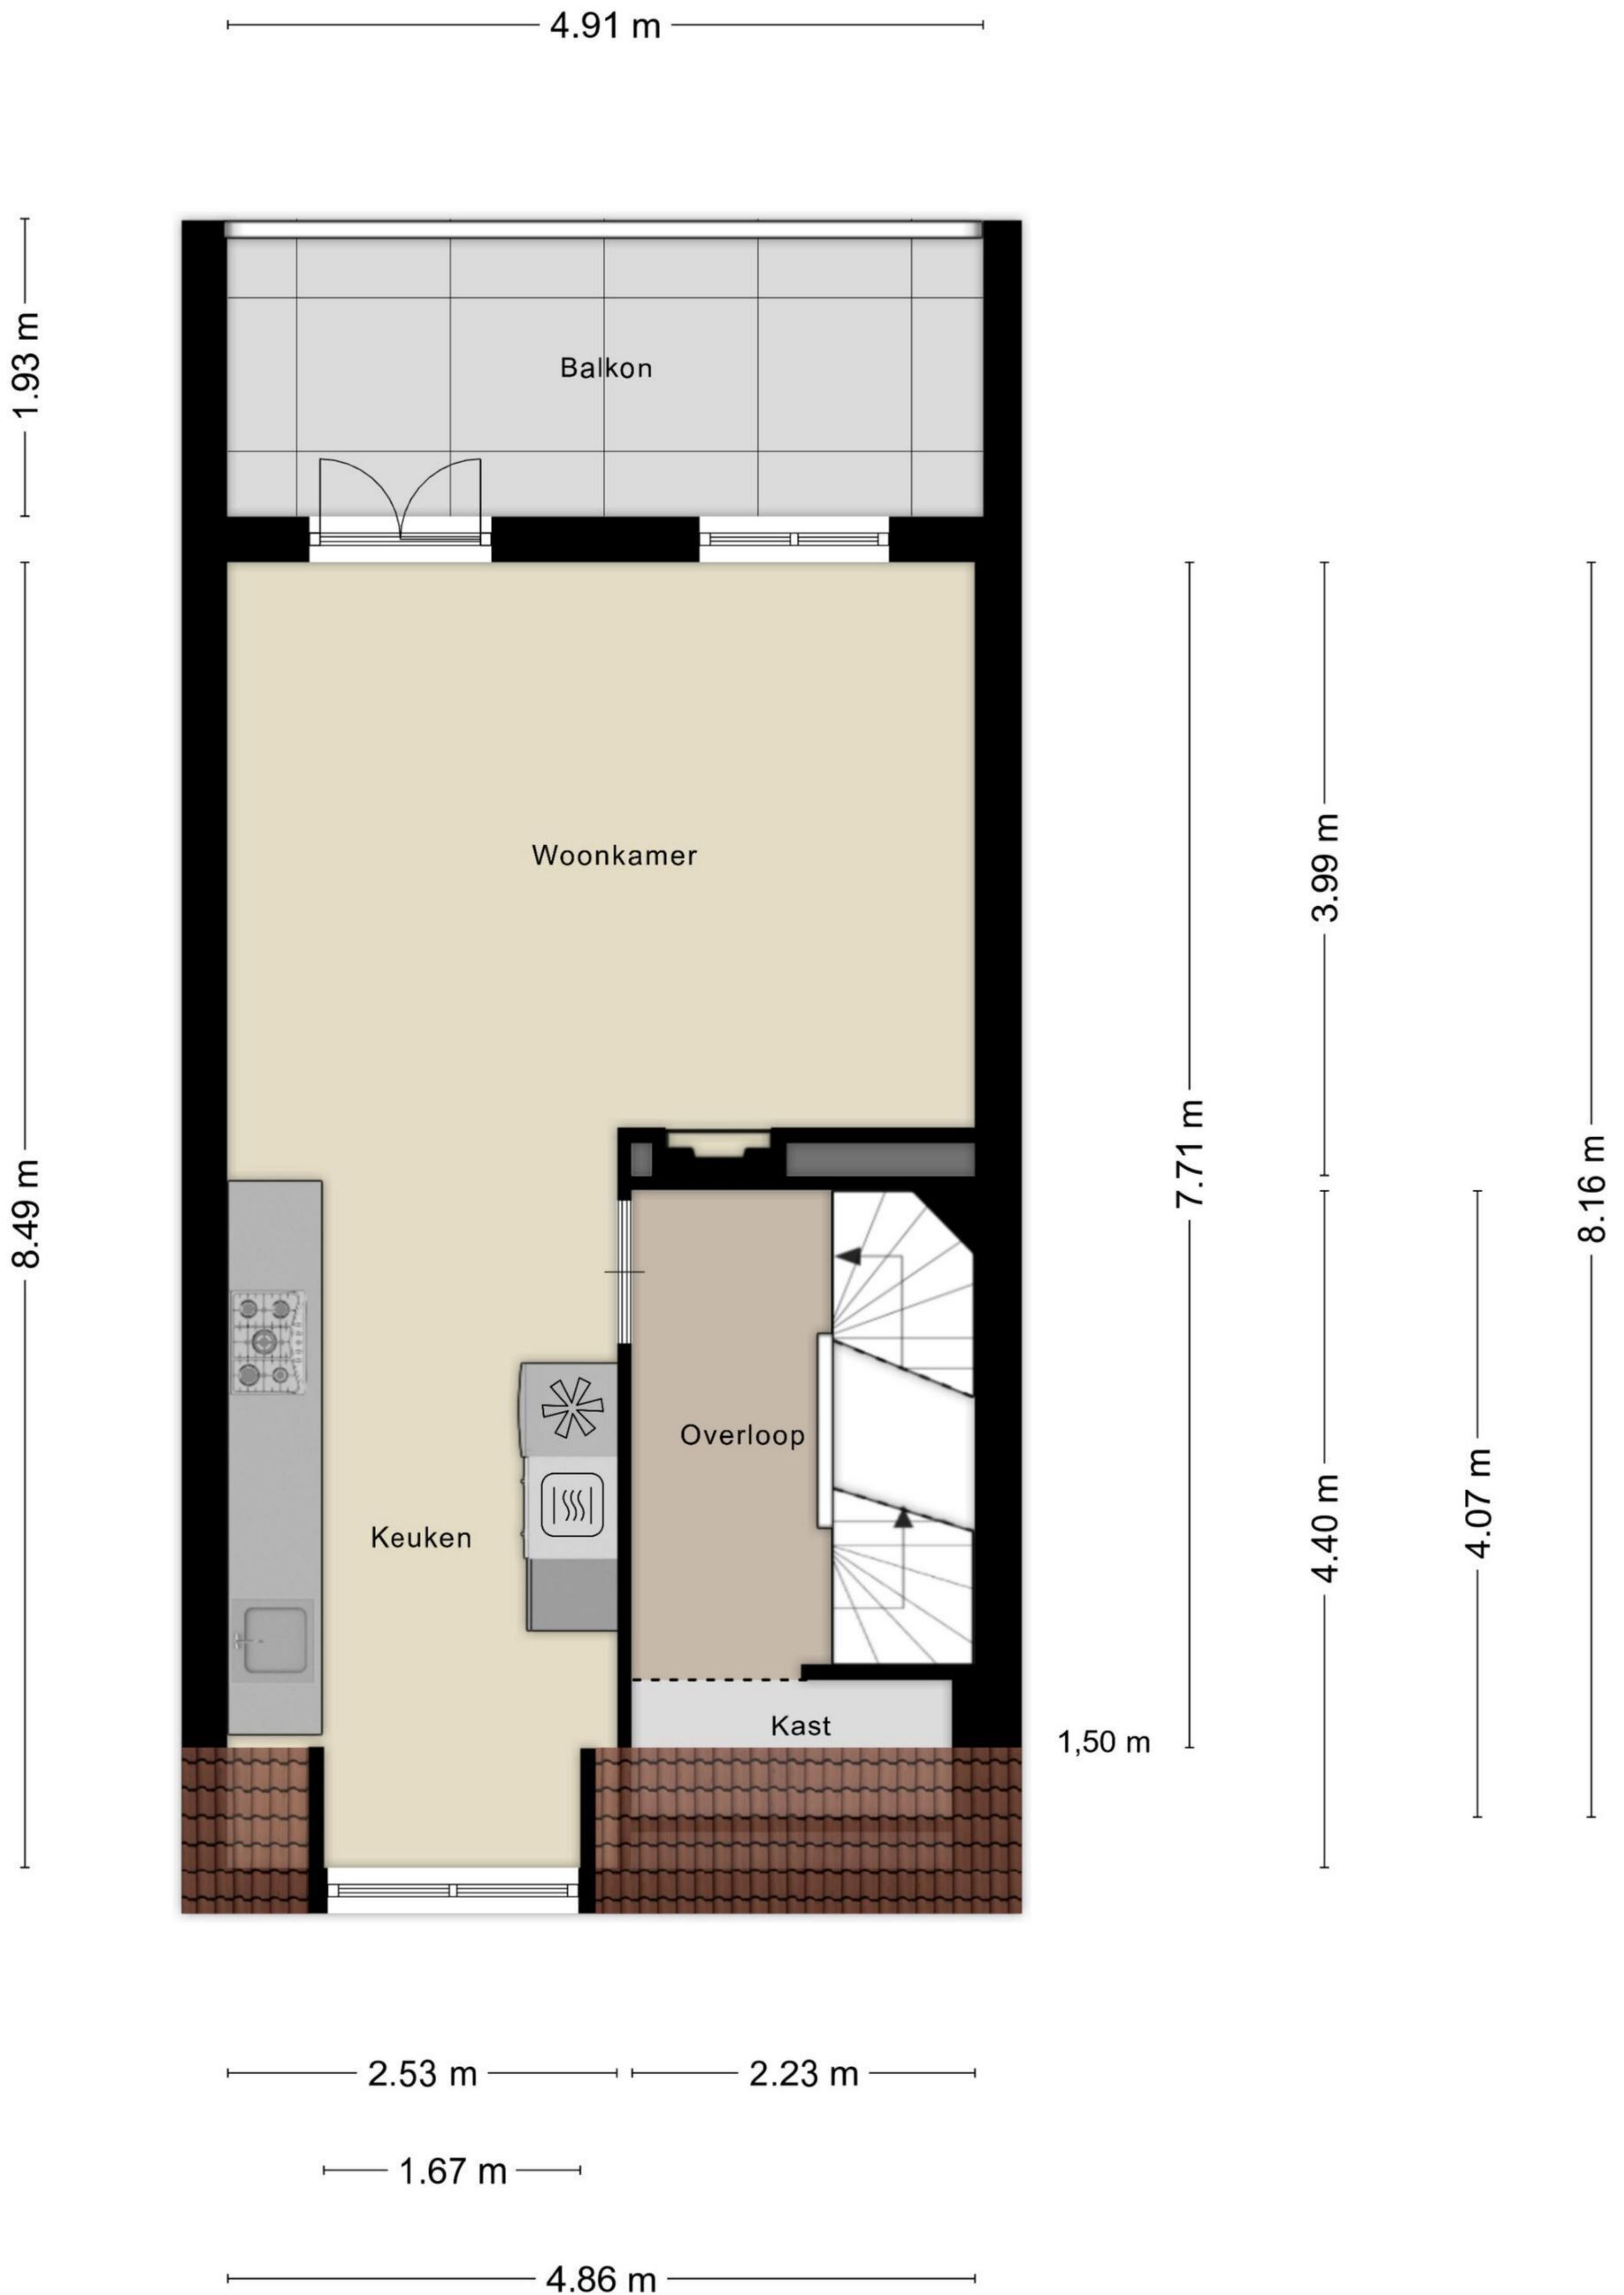 4.91 m
1.93 m
Balkon
Woonkamer
3.99 m
7.71 m
8.16 m
8.49 m
Overloop
4.40 m
4.07 m
Keuken
Kast
1,50 m
2.53 m
2.23 m
1.67 m
4.86 m